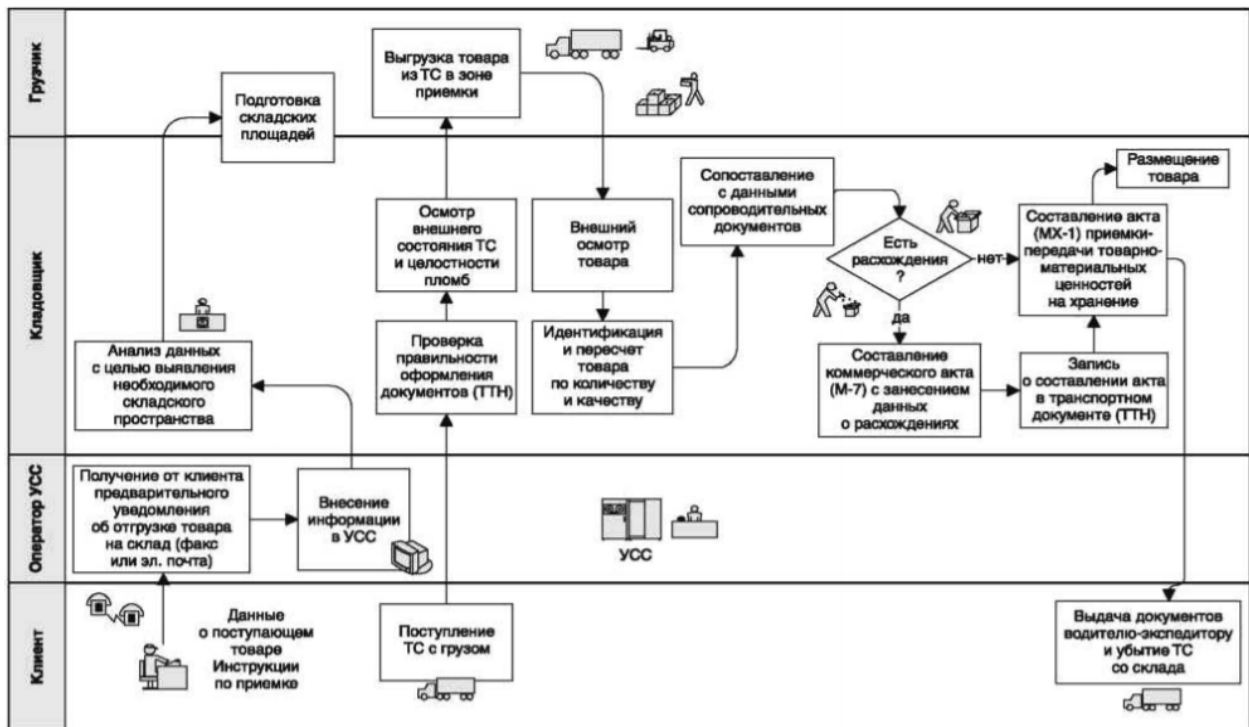 Грузчик
Подготовка
складских
площадей
Выгрузка товара
из ТС в зоне
приемки
Кладовщик
Анализ данных
с целью выявления
необходимого
складского
пространства
Осмотр
внешнего
состояния ТС
и целостности
пломб
Проверка
правильности
оформления
документов (ТТН)
Внешний
осмотр
товара
Идентификация
и пересчет
товара
по количеству
и качеству
Сопоставление
с данными
сопроводительных
документов
Есть
расхождения
?
нет
да
Составление
коммерческого акта
(М-7) с занесением
данных
о расхождениях
Запись
о составлении акта
в транспортном
документе (ТТН)
Составление акта
(МХ-1) приемки-
передачи товарно-
материальных
ценностей
на хранение
Размещение
товара
Оператор УСС
Получение от клиента
предварительного
уведомления
об отгрузке товара
на склад (факс
или эл. почта)
Внесение
информации
в УСС
УСС
Клиент
Данные
о поступающем
товаре
Инструкции
по приемке
Поступление
ТС с грузом
Выдача документов
водителю-экспедитору
и убытие ТС
со склада